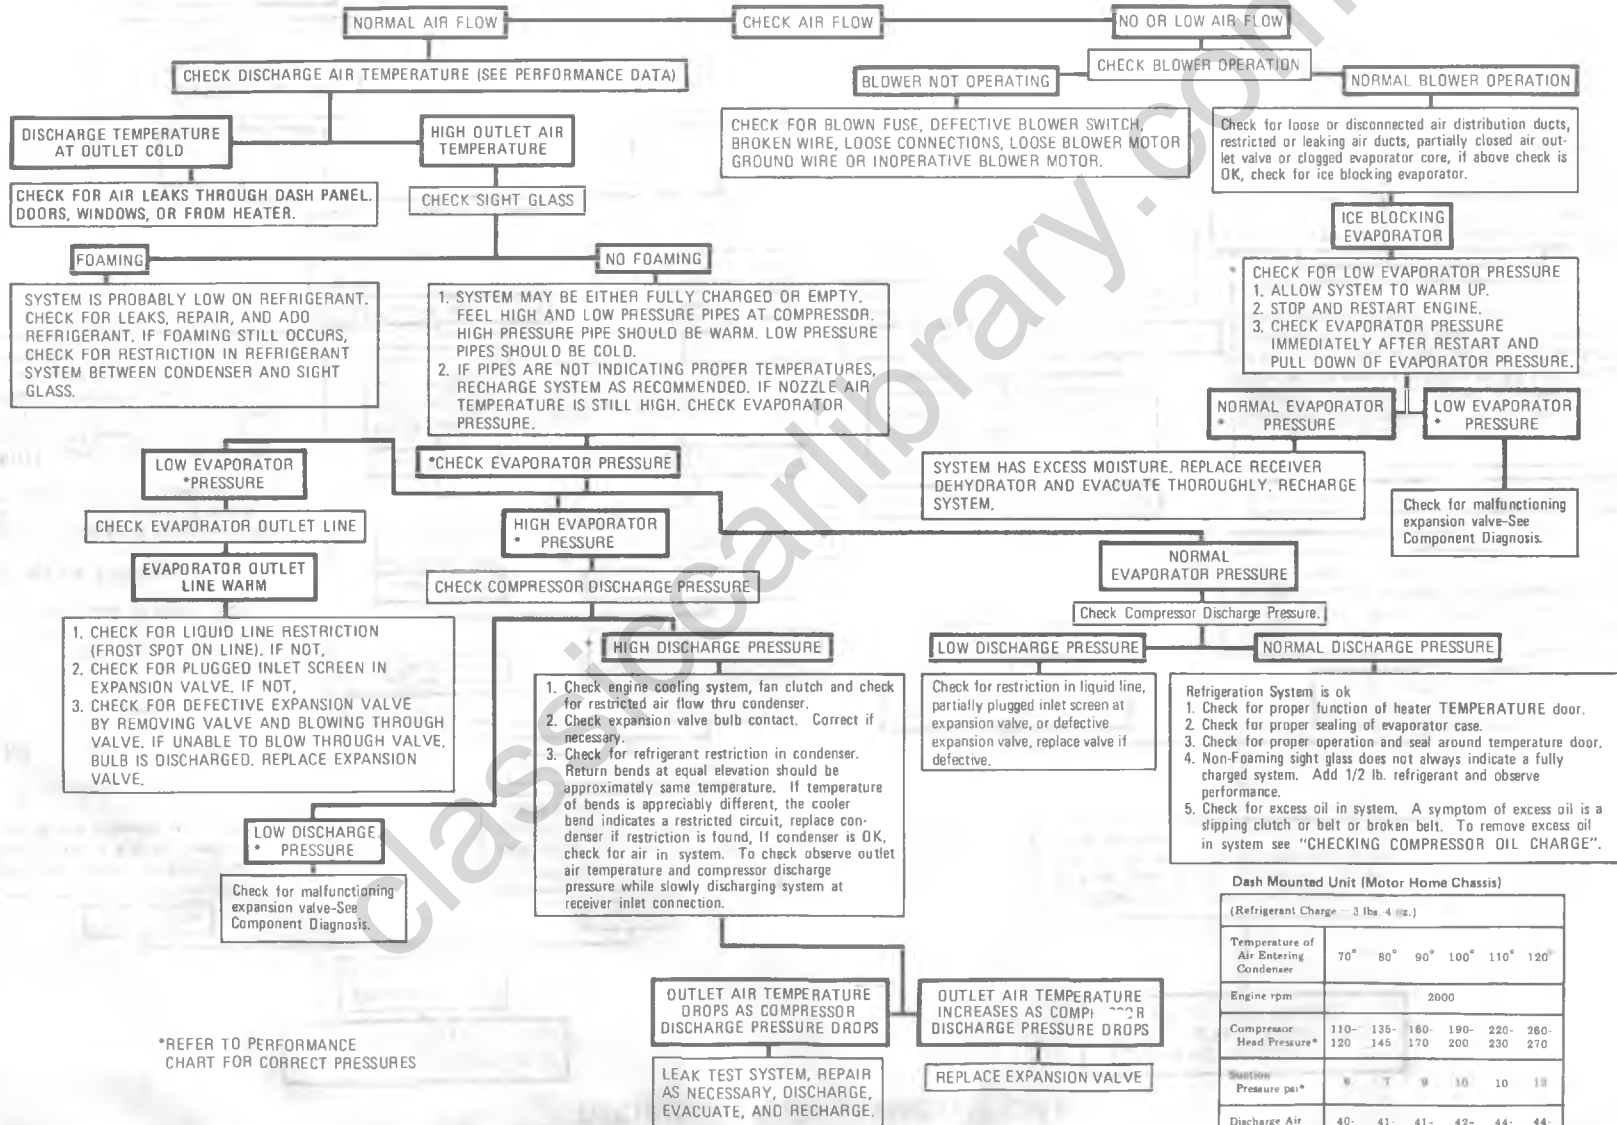 NORMAL AIR FLOW
CHECK AIR FLOW
NO OR LOW AIR FLOW
CHECK DISCHARGE AIR TEMPERATURE (SEE PERFORMANCE DATA)
CHECK BLOWER OPERATION
BLOWER NOT OPERATING
NORMAL BLOWER OPERATION
DISCHARGE TEMPERATURE
AT OUTLET COLD
HIGH OUTLET AIR
TEMPERATURE
CHECK FOR BLOWN FUSE, DEFECTIVE BLOWER SWITCH,
BROKEN WIRE, LOOSE CONNECTIONS, LOOSE BLOWER MOTOR
GROUND WIRE OR INOPERATIVE BLOWER MOTOR.
Check for loose or disconnected air distribution ducts,
restricted or leaking air ducts, partially closed air out-
let valve or clogged evaporator core, if above check is
OK, check for ice blocking evaporator.
CHECK FOR AIR LEAKS THROUGH DASH PANEL.
DOORS, WINDOWS, OR FROM HEATER.
CHECK SIGHT GLASS
ICE BLOCKING
EVAPORATOR
FOAMING
NO FOAMING
SYSTEM IS PROBABLY LOW ON REFRIGERANT.
CHECK FOR LEAKS, REPAIR, AND ADD
REFRIGERANT. IF FOAMING STILL OCCURS,
CHECK FOR RESTRICTION IN REFRIGERANT
SYSTEM BETWEEN CONDENSER AND SIGHT
GLASS.
1. SYSTEM MAY BE EITHER FULLY CHARGED OR EMPTY.
FEEL HIGH AND LOW PRESSURE PIPES AT COMPRESSOR.
HIGH PRESSURE PIPE SHOULD BE WARM. LOW PRESSURE
PIPES SHOULD BE COLD.
2. IF PIPES ARE NOT INDICATING PROPER TEMPERATURES,
RECHARGE SYSTEM AS RECOMMENDED. IF NOZZLE AIR
TEMPERATURE IS STILL HIGH. CHECK EVAPORATOR
PRESSURE.
* CHECK FOR LOW EVAPORATOR PRESSURE
1. ALLOW SYSTEM TO WARM UP.
2. STOP AND RESTART ENGINE.
3. CHECK EVAPORATOR PRESSURE
IMMEDIATELY AFTER RESTART AND
PULL DOWN OF EVAPORATOR PRESSURE.
NORMAL EVAPORATOR
* PRESSURE
LOW EVAPORATOR
* PRESSURE
LOW EVAPORATOR
*PRESSURE
*CHECK EVAPORATOR PRESSURE
SYSTEM HAS EXCESS MOISTURE. REPLACE RECEIVER
DEHYDRATOR AND EVACUATE THOROUGHLY. RECHARGE
SYSTEM.
Check for malfunctioning
expansion valve-See
Component Diagnosis.
CHECK EVAPORATOR OUTLET LINE
HIGH EVAPORATOR
* PRESSURE
NORMAL
EVAPORATOR PRESSURE
EVAPORATOR OUTLET
LINE WARM
CHECK COMPRESSOR DISCHARGE PRESSURE
Check Compressor Discharge Pressure.
1. CHECK FOR LIQUID LINE RESTRICTION
(FROST SPOT ON LINE). IF NOT,
2. CHECK FOR PLUGGED INLET SCREEN IN
EXPANSION VALVE. IF NOT,
3. CHECK FOR DEFECTIVE EXPANSION VALVE
BY REMOVING VALVE AND BLOWING THROUGH
VALVE. IF UNABLE TO BLOW THROUGH VALVE,
BULB IS DISCHARGED. REPLACE EXPANSION
VALVE.
* HIGH DISCHARGE PRESSURE
LOW DISCHARGE PRESSURE
NORMAL DISCHARGE PRESSURE
1. Check engine cooling system, fan clutch and check
for restricted air flow thru condenser.
2. Check expansion valve bulb contact. Correct if
necessary.
3. Check for refrigerant restriction in condenser.
Return bends at equal elevation should be
approximately same temperature. If temperature
of bends is appreciably different, the cooler
bend indicates a restricted circuit, replace con-
denser if restriction is found, If condenser is OK,
check for air in system. To check observe outlet
air temperature and compressor discharge
pressure while slowly discharging system at
receiver inlet connection.
Check for restriction in liquid line,
partially plugged inlet screen at
expansion valve, or defective
expansion valve, replace valve if
defective.
Refrigeration System is ok
1. Check for proper function of heater TEMPERATURE door.
2. Check for proper sealing of evaporator case.
3. Check for proper operation and seal around temperature door.
4. Non-Foaming sight glass does not always indicate a fully
charged system. Add 1/2 lb. refrigerant and observe
performance.
5. Check for excess oil in system. A symptom of excess oil is a
slipping clutch or belt or broken belt. To remove excess oil
in system see "CHECKING COMPRESSOR OIL CHARGE".
LOW DISCHARGE
* PRESSURE
Check for malfunctioning
expansion valve-See
Component Diagnosis.
OUTLET AIR TEMPERATURE
DROPS AS COMPRESSOR
DISCHARGE PRESSURE DROPS
OUTLET AIR TEMPERATURE
INCREASES AS
DISCHARGE PRESSURE DROPS
LEAK TEST SYSTEM, REPAIR
AS NECESSARY, DISCHARGE,
EVACUATE, AND RECHARGE.
REPLACE EXPANSION VALVE
*REFER TO PERFORMANCE
CHART FOR CORRECT PRESSURES
Dash Mounted Unit (Motor Home Chassis)
(Refrigerant Charge — 3 lbs. 4 oz.)
Temperature of
Air Entering
Condenser
70° 80° 90° 100° 110° 120°
Engine rpm 2000
Compressor 110- 135- 160- 190- 220- 260-
Head Pressure* 120 145 170 200 230 270
Suction
Pressure psi* 7 9 10 10
Discharge Air 40- 41- 41- 42- 44- 44-
classiccarlibrary.com